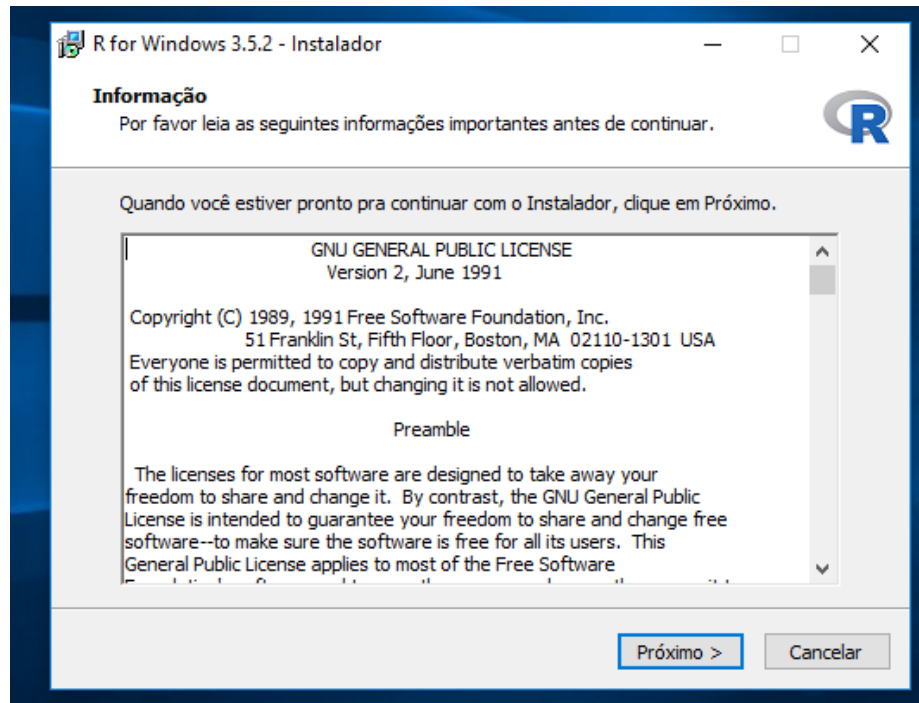 R for Windows 3.5.2 - Instalador
Informação
Por favor leia as seguintes informações importantes antes de continuar.
R
Quando você estiver pronto pra continuar com o Instalador, clique em Próximo.
GNU GENERAL PUBLIC LICENSE
Version 2, June 1991
Copyright (C) 1989, 1991 Free Software Foundation, Inc.
51 Franklin St, Fifth Floor, Boston, MA 02110-1301 USA
Everyone is permitted to copy and distribute verbatim copies
of this license document, but changing it is not allowed.
Preamble
The licenses for most software are designed to take away your
freedom to share and change it. By contrast, the GNU General Public
License is intended to guarantee your freedom to share and change free
software--to make sure the software is free for all its users. This
General Public License applies to most of the Free Software
Próximo >
Cancelar